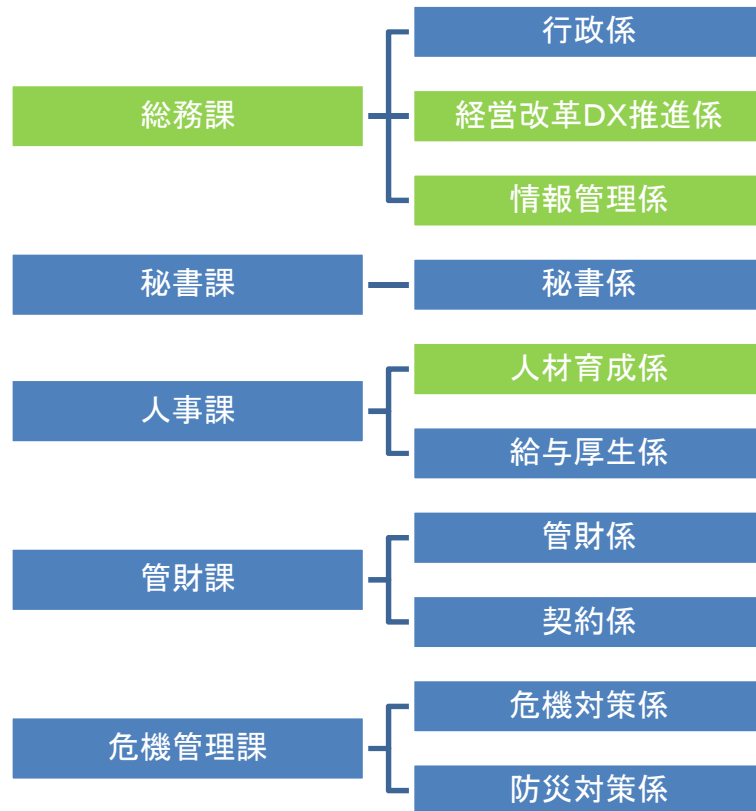 総務課
行政係
経営改革DX推進係
情報管理係
秘書課
秘書係
人事課
人材育成係
給与厚生係
管財課
管財係
契約係
危機管理課
危機対策係
防災対策係